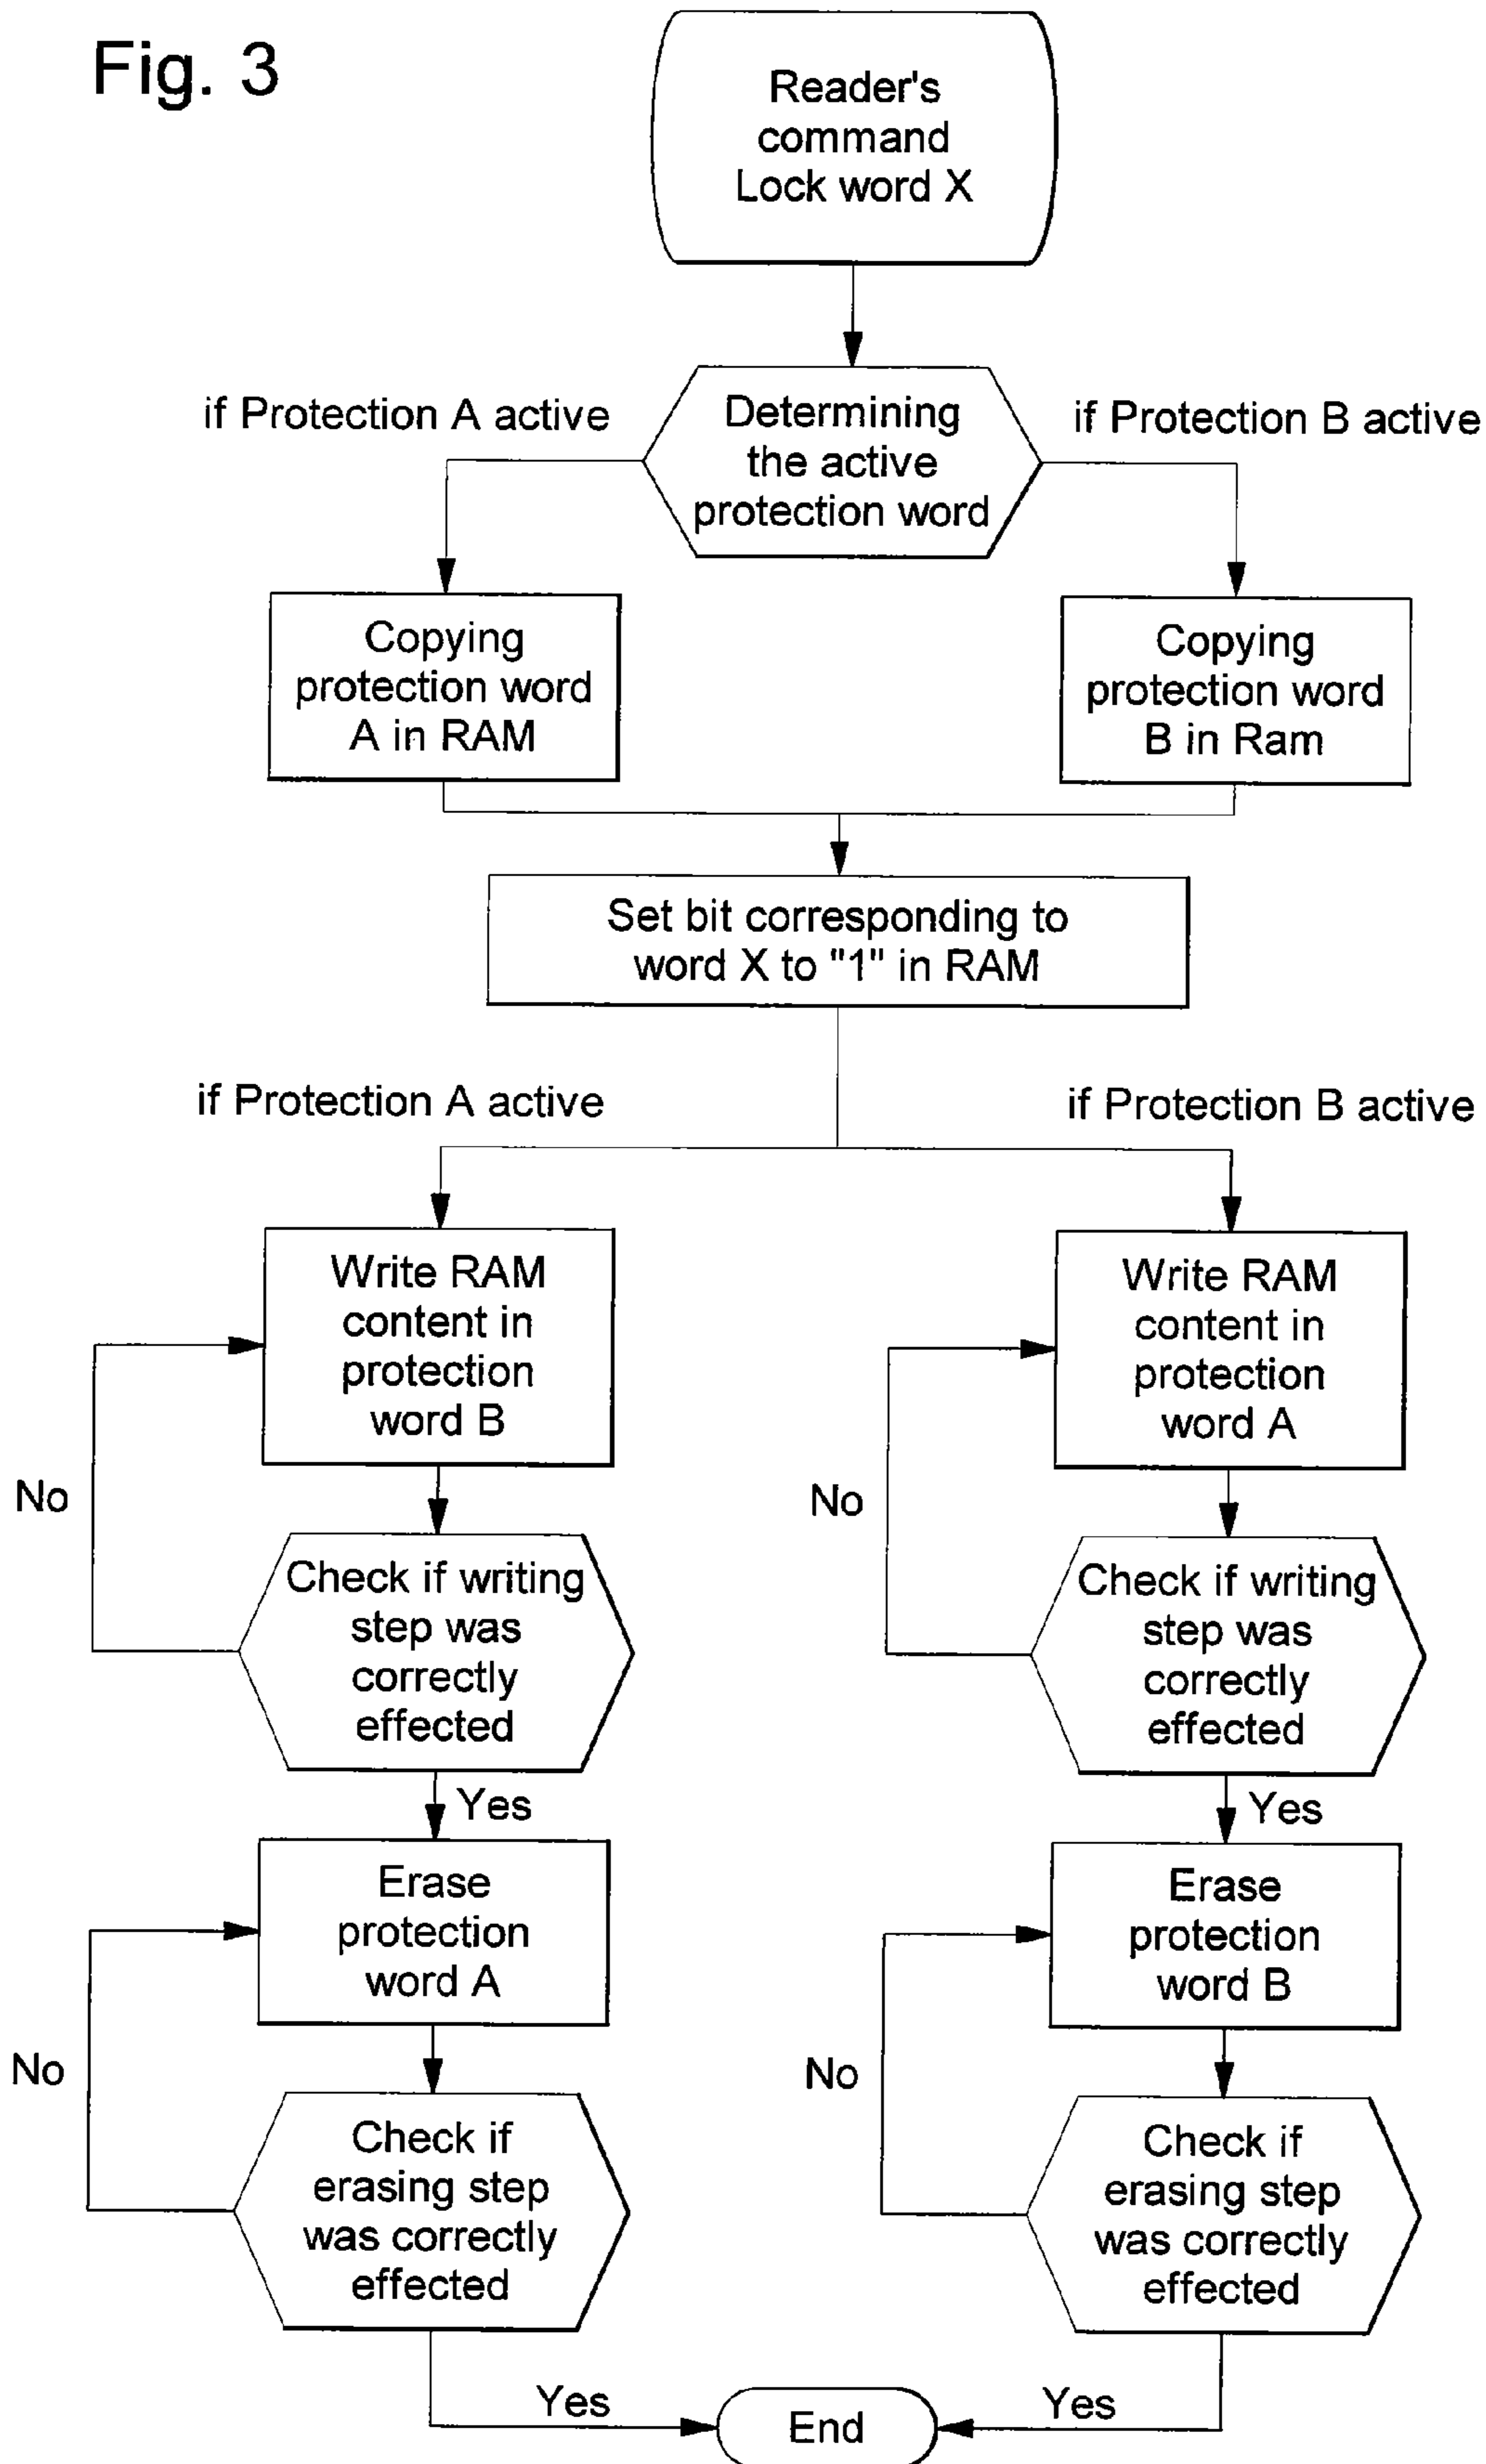 Fig. 3
Reader's
command
Lock word X
if Protection A active
Determining
the active
protection word
if Protection B active
Copying
protection word
A in RAM
Copying
protection word
B in Ram
Set bit corresponding to
word X to "1" in RAM
if Protection A active
if Protection B active
Write RAM
content in
protection
word B
Write RAM
content in
protection
word A
No
No
Check if writing
step was
correctly
effected
Check if writing
step was
correctly
effected
Yes
Yes
Erase
protection
word A
Erase
protection
word B
No
No
Check if
erasing step
was correctly
effected
Check if
erasing step
was correctly
effected
Yes
End
Yes